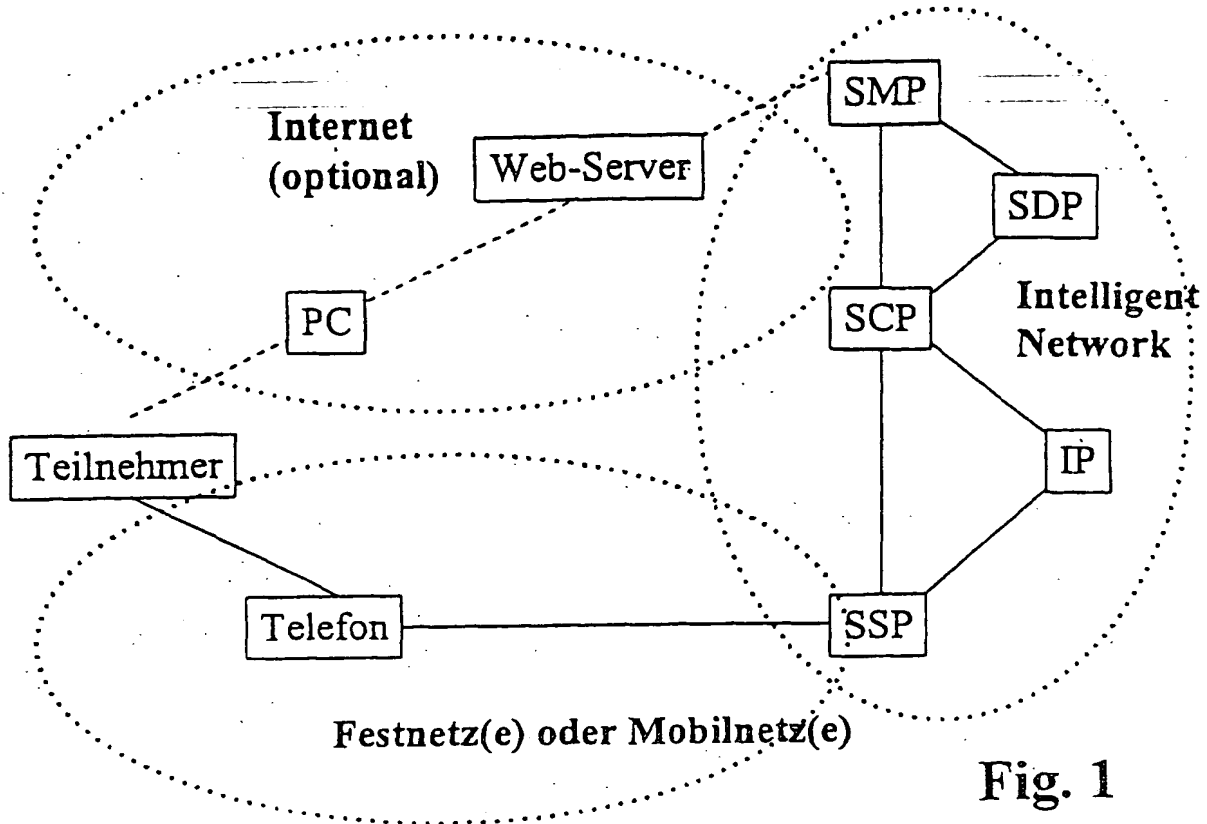 SMP
Internet
(optional)
Web-Server
SDP
PC
SCP
Intelligent
Network
Teilnehmer
IP
Telefon
SSP
Festnetz(e) oder Mobilnetz(e)
Fig. 1